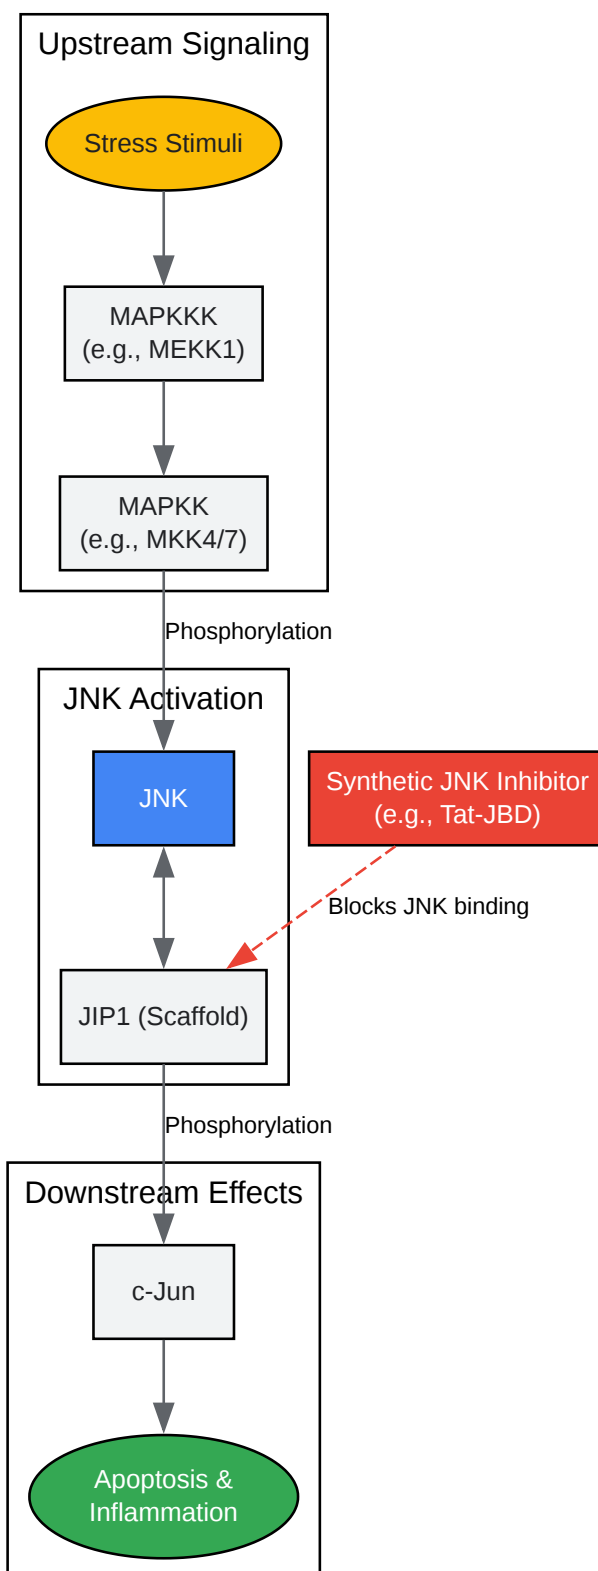 Upstream Signaling
Stress Stimuli
MAPKKK
(e.g., MEKK1)
MAPKK
(e.g., MKK4/7)
Phosphorylation
JNK Activation
JNK
Synthetic JNK Inhibitor
(e.g., Tat-JBD)
Blocks JNK binding
JIP1 (Scaffold)
Phosphorylation
Downstream Effects
c-Jun
Apoptosis &
Inflammation